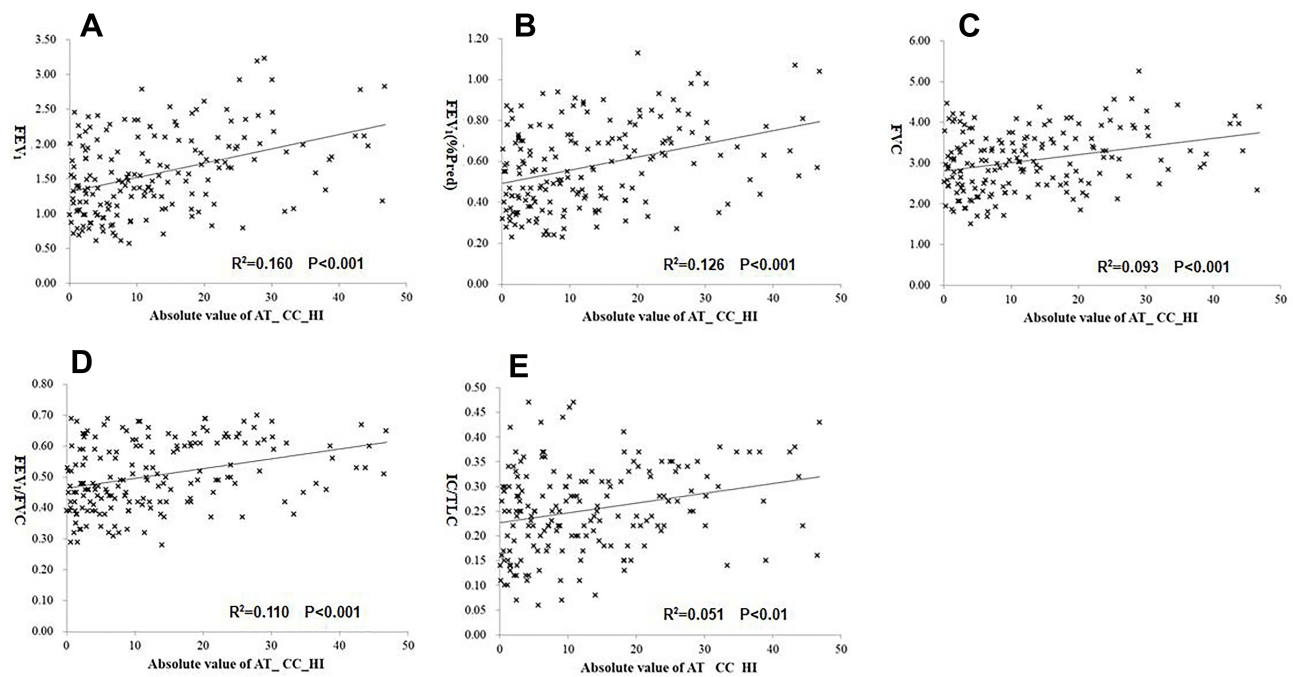 A
FEV1
3.50
3.00
2.50
2.00
1.50
1.00
0.50
0.00
0 10 20 30 40 50
R²=0.160 P<0.001
Absolute value of AT_ CC_HI
B
FEV1(%Pred)
1.20
1.00
0.80
0.60
0.40
0.20
0.00
0 10 20 30 40 50
R²=0.126 P<0.001
Absolute value of AT_ CC_HI
C
FVC
6.00
5.00
4.00
3.00
2.00
1.00
0.00
0 10 20 30 40 50
R²=0.093 P<0.001
Absolute value of AT_ CC_HI
D
FEV1/FVC
0.80
0.70
0.60
0.50
0.40
0.30
0.20
0.10
0.00
0 10 20 30 40 50
R²=0.110 P<0.001
Absolute value of AT_ CC_HI
E
IC/TLC
0.50
0.45
0.40
0.35
0.30
0.25
0.20
0.15
0.10
0.05
0.00
0 10 20 30 40 50
R²=0.051 P<0.01
Absolute value of AT CC HI